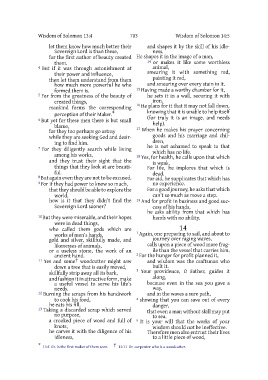 Wisdom of Solomon 13:4
703
Wisdom of Solomon 14:5
let them know how much better their
Sovereign Lord is than these,
for the first author of beauty created
them.
4 But if it was through astonishment at
their power and influence,
then let them understand from them
how much more powerful he who
formed them is.
5 For from the greatness of the beauty of
created things,
mankind forms the corresponding
perception of their Maker.
6 But yet for these men there is but small
blame,
for they too perhaps go astray
while they are seeking God and desir-
ing to find him.
7 For they diligently search while living
among his works,
and they trust their sight that the
things that they look at are beauti-
ful.
8 But again even they are not to be excused.
9 For if they had power to know so much,
that they should be able to explore the
world,
how is it that they didn't find the
Sovereign Lord sooner?
10 But they were miserable, and their hopes
were in dead things,
who called them gods which are
works of men's hands,
gold and silver, skillfully made, and
likenesses of animals,
or a useless stone, the work of an
ancient hand.
11 Yes and some woodcutter might saw
down a tree that is easily moved,
skillfully strip away all its bark,
and fashion it in attractive form, make
a useful vessel to serve his life's
needs.
12 Burning the scraps from his handiwork
to cook his food,
he eats his fill.
13 Taking a discarded scrap which served
no purpose,
a crooked piece of wood and full of
knots,
he carves it with the diligence of his
idleness,
and shapes it by the skill of his idle-
ness.
He shapes it in the image of a man,
14 or makes it like some worthless
animal,
smearing it with something red,
painting it red,
and smearing over every stain in it.
15 Having made a worthy chamber for it,
he sets it in a wall, securing it with
iron.
16 He plans for it that it may not fall down,
knowing that it is unable to help itself
(for truly it is an image, and needs
help).
17 When he makes his prayer concerning
goods and his marriage and chil-
dren,
he is not ashamed to speak to that
which has no life.
18 Yes, for health, he calls upon that which
is weak.
For life, he implores that which is
dead.
For aid, he supplicates that which has
no experience.
For a good journey, he asks that which
can't so much as move a step.
19 And for profit in business and good suc-
cess of his hands,
he asks ability from that which has
hands with no ability.
14
Again, one preparing to sail, and about to
journey over raging waves,
calls upon a piece of wood more frag-
ile than the vessel that carries him.
2 For the hunger for profit planned it,
and wisdom was the craftsman who
built it.
3 Your providence, O Father, guides it
along,
because even in the sea you gave a
way,
and in the waves a sure path,
4 showing that you can save out of every
danger,
that even a man without skill may put
to sea.
5 It is your will that the works of your
wisdom should not be ineffective.
Therefore men also entrust their lives
to a little piece of wood,